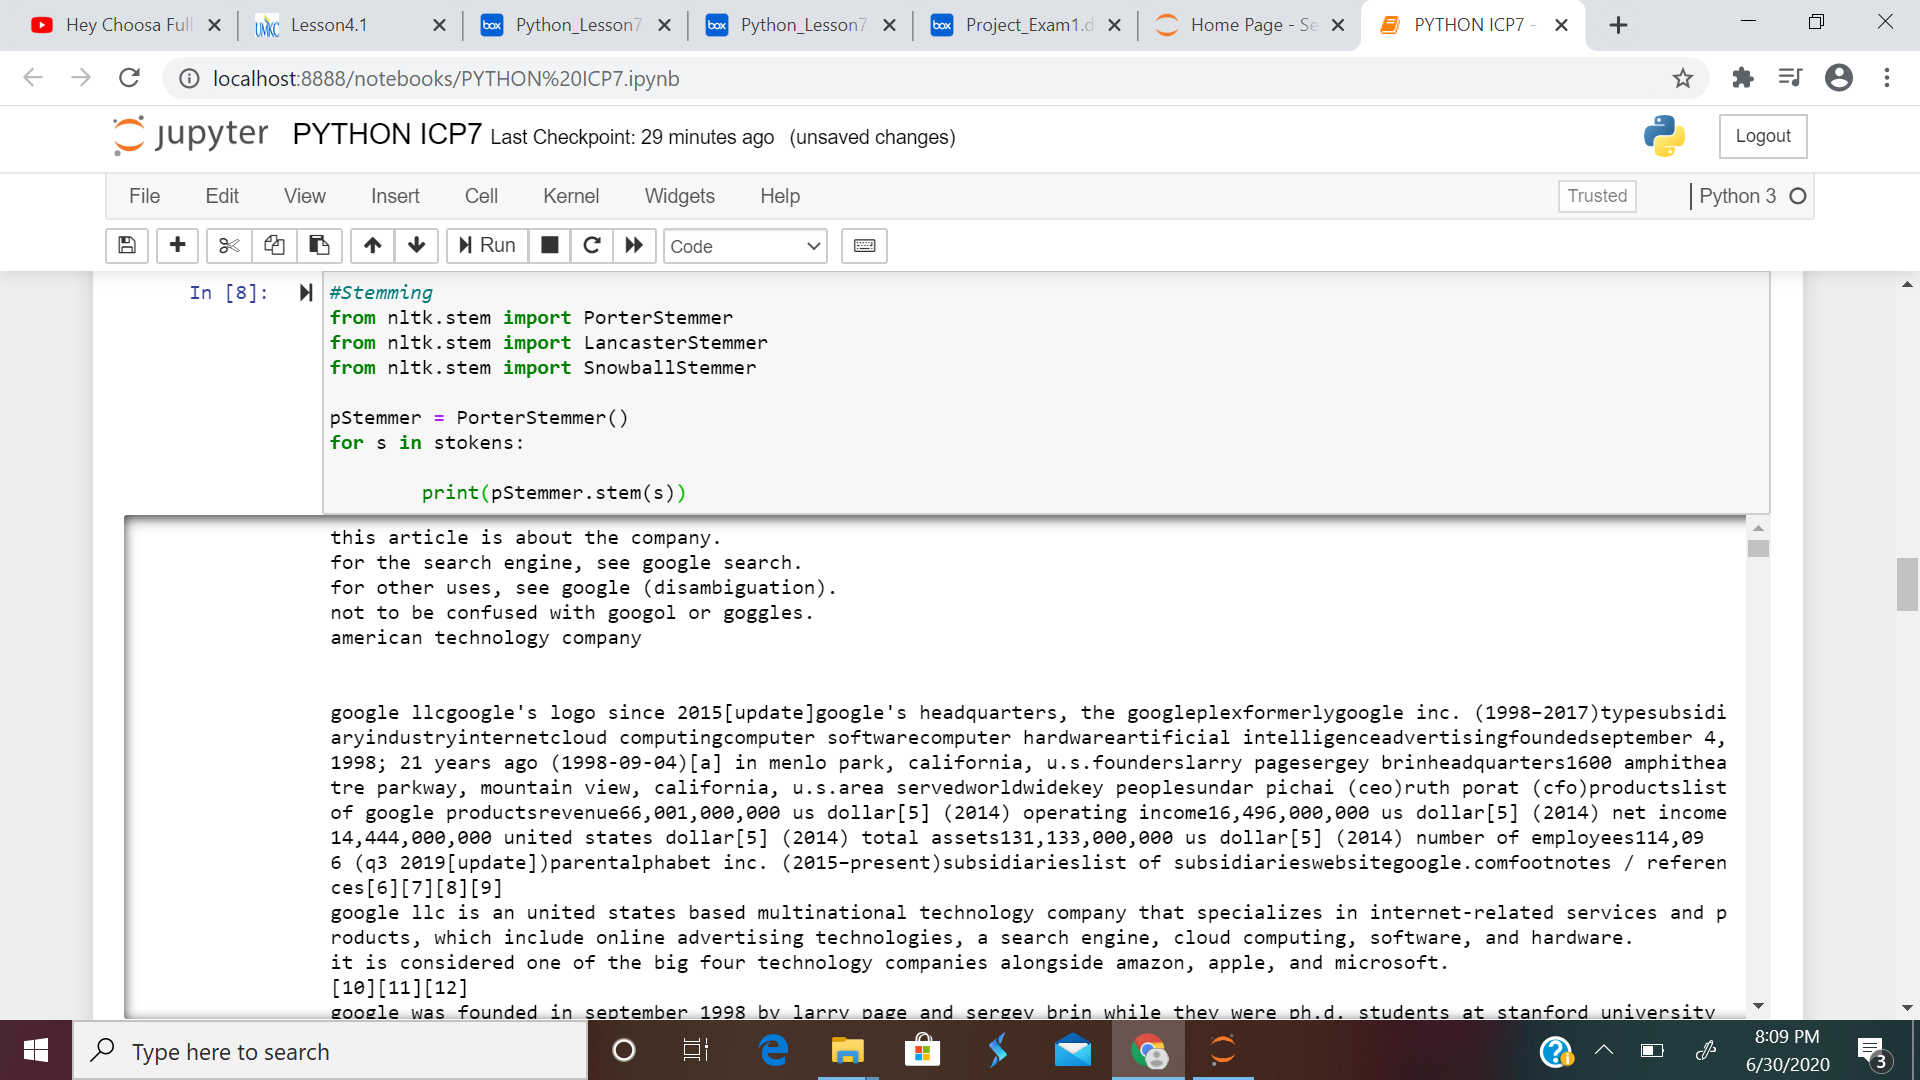 Hey Choosa Full
Lesson4.1
Python_Lesson7
Python_Lesson7
Project_Exam1.d
Home Page - Se
PYTHON ICP7 -
localhost:8888/notebooks/PYTHON%20ICP7.ipynb
jupyter PYTHON ICP7 Last Checkpoint: 29 minutes ago (unsaved changes)
Logout
File Edit View Insert Cell Kernel Widgets Help
Trusted
Python 3
Run
Code
In [8]:
#Stemming
from nltk.stem import PorterStemmer
from nltk.stem import LancasterStemmer
from nltk.stem import SnowballStemmer
pStemmer = PorterStemmer()
for s in stokens:
print(pStemmer.stem(s))
this article is about the company.
for the search engine, see google search.
for other uses, see google (disambiguation).
not to be confused with googol or goggles.
american technology company
google llcgoogle's logo since 2015[update]google's headquarters, the googleplexformerlygoogle inc. (1998–2017)typesubsidi
aryindustryinternetcloud computingcomputer softwarecomputer hardwareartificial intelligenceadvertisingfoundedseptember 4,
1998; 21 years ago (1998-09-04)[a] in menlo park, california, u.s.founderslarry pagesergey brinheadquarters1600 amphithea
tre parkway, mountain view, california, u.s.area servedworldwidekey peoplesundar pichai (ceo)ruth porat (cfo)productslist
of google productsrevenue66,001,000,000 us dollar[5] (2014) operating income16,496,000,000 us dollar[5] (2014) net income
14,444,000,000 united states dollar[5] (2014) total assets131,133,000,000 us dollar[5] (2014) number of employees114,09
6 (q3 2019[update])parentalphabet inc. (2015–present)subsidiarieslist of subsidiarieswebsitegoogle.comfootnotes / referen
ces[6][7][8][9]
google llc is an united states based multinational technology company that specializes in internet-related services and p
roducts, which include online advertising technologies, a search engine, cloud computing, software, and hardware.
it is considered one of the big four technology companies alongside amazon, apple, and microsoft.
[10][11][12]
google was founded in september 1998 by larry page and sergey brin while they were ph.d. students at stanford university
Type here to search
8:09 PM
6/30/2020
3